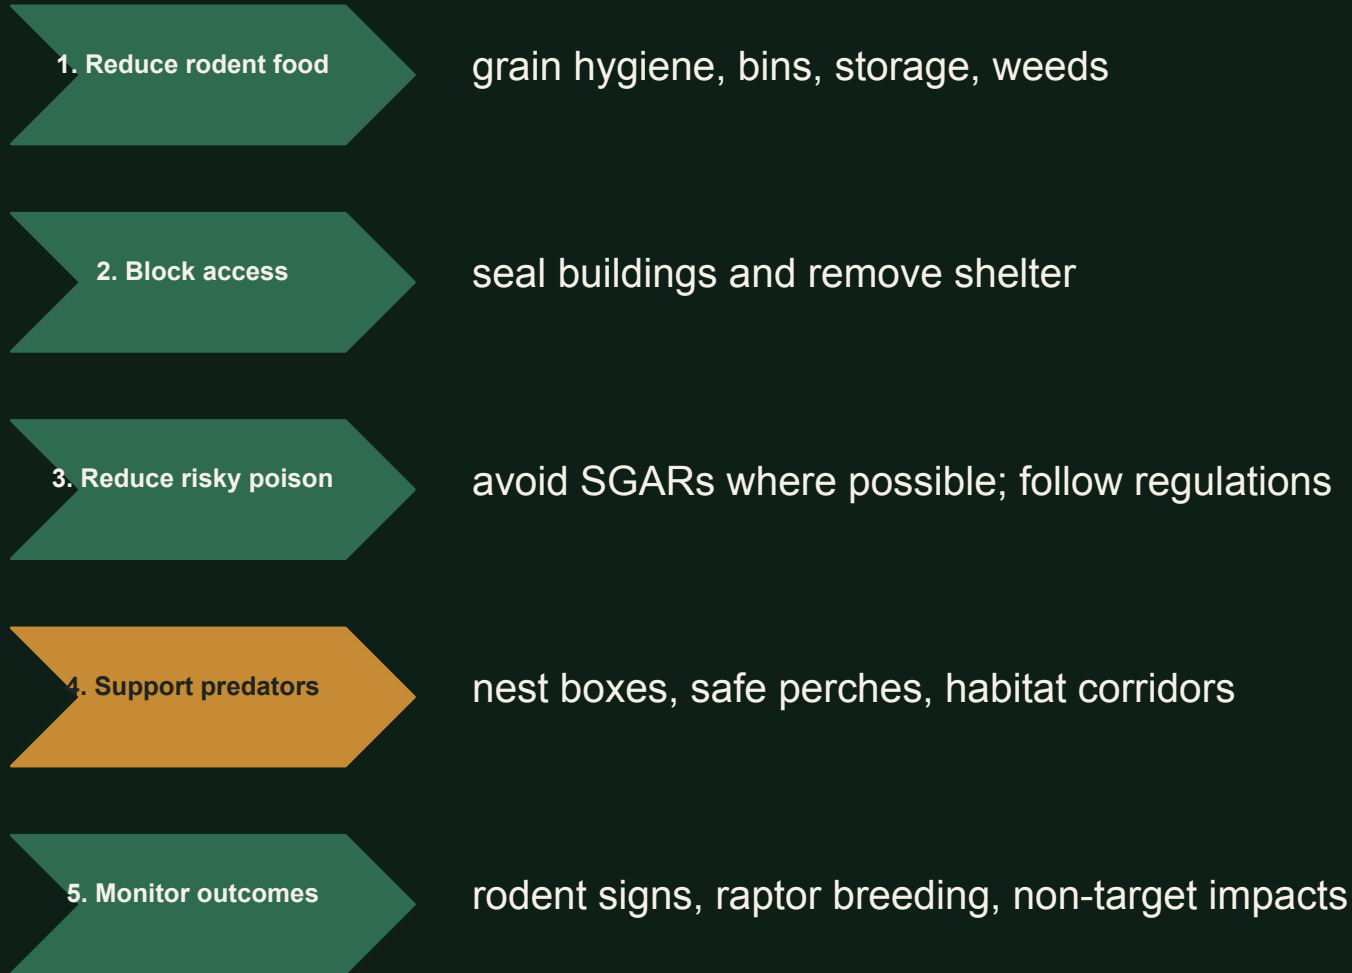 1. Reduce rodent food
grain hygiene, bins, storage, weeds
2. Block access
seal buildings and remove shelter
3. Reduce risky poison
avoid SGARs where possible; follow regulations
4. Support predators
nest boxes, safe perches, habitat corridors
5. Monitor outcomes
rodent signs, raptor breeding, non-target impacts